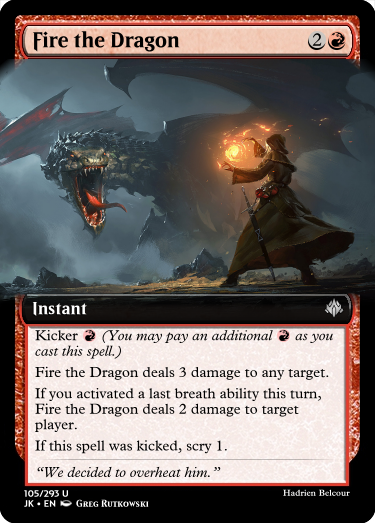 Fire the Dragon 2
Instant
Kicker (You may pay an additional as you
cast this spell.)
Fire the Dragon deals 3 damage to any target.
If you activated a last breath ability this turn,
Fire the Dragon deals 2 damage to target
player.
If this spell was kicked, scry 1.
“We decided to overheat him.”
105/293 U
JK • EN Greg Rutkowski
Hadrien Belcour